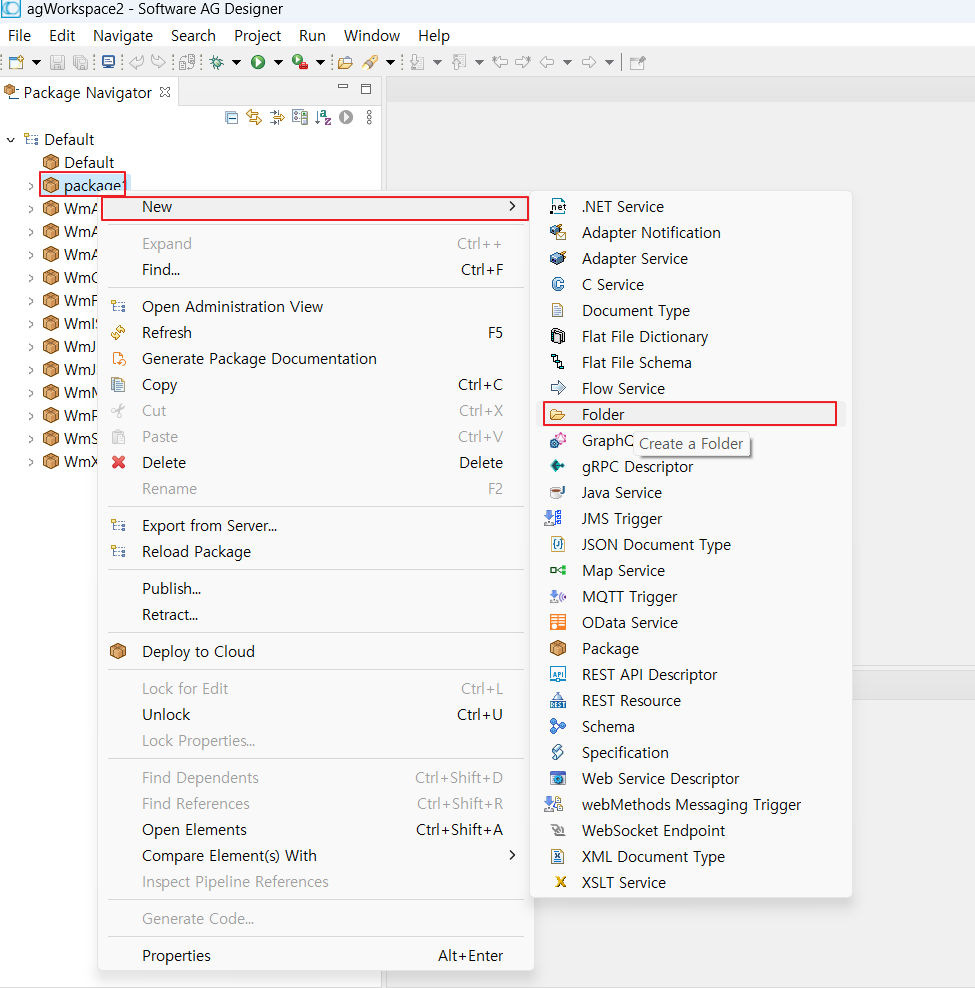 agWorkspace2 - Software AG Designer
File Edit Navigate Search Project Run Window Help
Package Navigator
Default
Default
package1
WmA
WmA
WmA
WmC
WmF
WmIS
WmJ
WmJ
WmM
WmP
WmS
WmX
New
Expand Ctrl++
Find... Ctrl+F
Open Administration View
Refresh F5
Generate Package Documentation
Copy Ctrl+C
Cut Ctrl+X
Paste Ctrl+V
Delete Delete
Rename F2
Export from Server...
Reload Package
Publish...
Retract...
Deploy to Cloud
Lock for Edit Ctrl+L
Unlock Ctrl+U
Lock Properties...
Find Dependents Ctrl+Shift+D
Find References Ctrl+Shift+R
Open Elements Ctrl+Shift+A
Compare Element(s) With
Inspect Pipeline References
Generate Code...
Properties Alt+Enter
.NET Service
Adapter Notification
Adapter Service
C Service
Document Type
Flat File Dictionary
Flat File Schema
Flow Service
Folder
Create a Folder
gRPC Descriptor
Java Service
JMS Trigger
JSON Document Type
Map Service
MQTT Trigger
OData Service
Package
REST API Descriptor
REST Resource
Schema
Specification
Web Service Descriptor
webMethods Messaging Trigger
WebSocket Endpoint
XML Document Type
XSLT Service